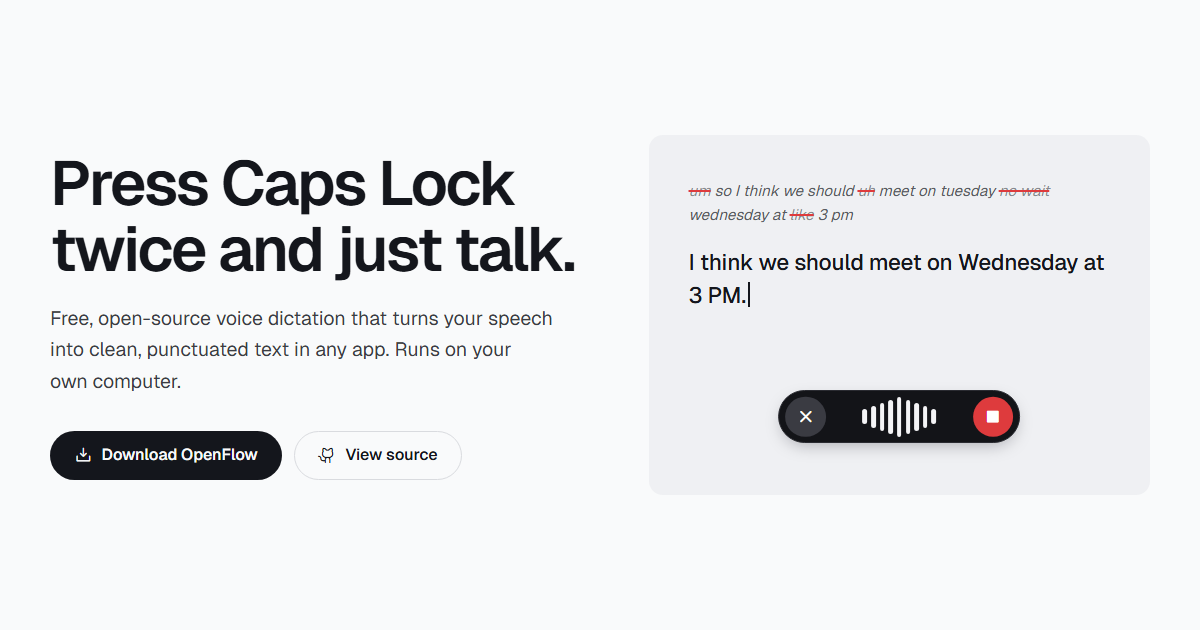 Press Caps Lock
twice and just talk.
Free, open-source voice dictation that turns your speech
into clean, punctuated text in any app. Runs on your
own computer.
Download OpenFlow
View source
um so I think we should uh meet on tuesday no wait
wednesday at like 3 pm
I think we should meet on Wednesday at
3 PM.